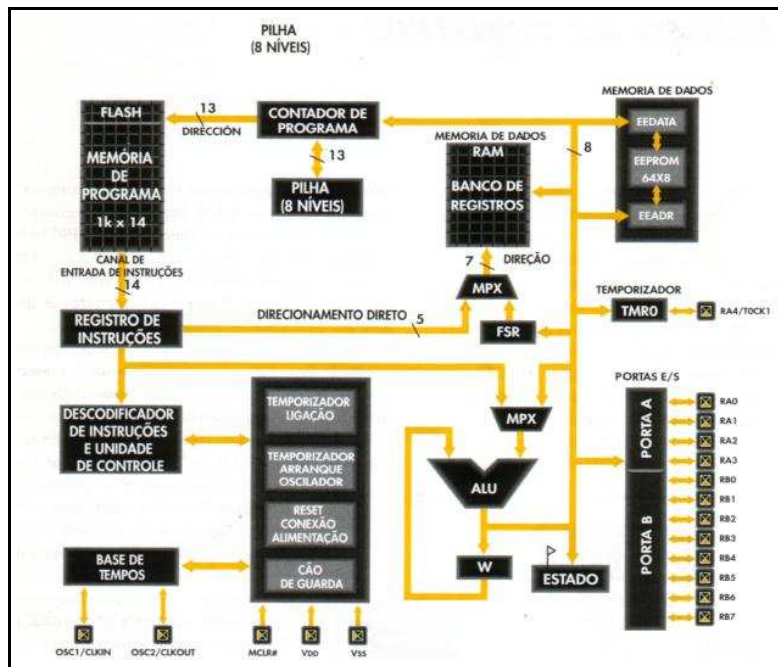 PILHA
(8 NÍVEIS)
MEMORIA DE DADOS
FLASH
MEMÓRIA
DE
PROGRAMA
1k x 14
13
DIRECCIÓN
CONTADOR DE
PROGRAMA
13
PILHA
(8 NÍVEIS)
MEMORIA DE DADOS
RAM
BANCO DE
REGISTROS
8
EEDATA
EEPROM
64X8
EEADR
CANAL DE
ENTRADA DE INSTRUÇÕES
14
7
DIREÇÃO
MPX
REGISTRO DE
INSTRUÇÕES
DIRECIONAMENTO DIRETO
5
FSR
TEMPORIZADOR
TMR0
RA4/T0CK1
DESCODIFICADOR
DE INSTRUÇÕES
E UNIDADE
DE CONTROLE
TEMPORIZADOR
LIGAÇÃO
TEMPORIZADOR
ARRANQUE
OSCILADOR
RESET
CONEXÃO
ALIMENTAÇÃO
CÃO
DE GUARDA
MPX
ALU
W
ESTADO
PORTAS E/S
PORTA A
PORTA B
RA0
RA1
RA2
RA3
RB0
RB1
RB2
RB3
RB4
RB5
RB6
RB7
BASE DE
TEMPOS
OSC1/CLKIN
OSC2/CLKOUT
MCLR#
VDD
VSS